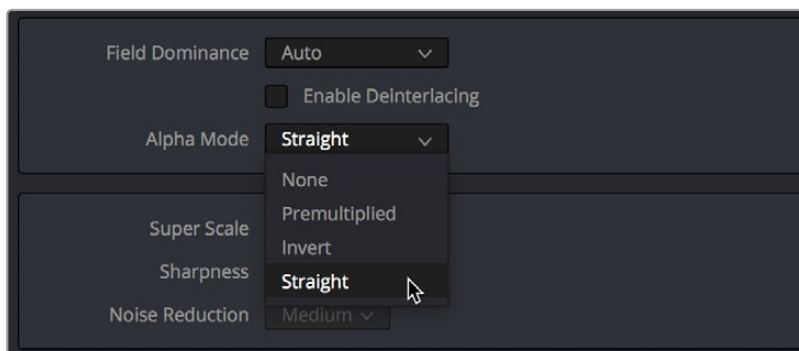 Field Dominance Auto
Enable Deinterlacing
Alpha Mode Straight
None
Premultiplied
Super Scale
Invert
Sharpness
Straight
Noise Reduction Medium